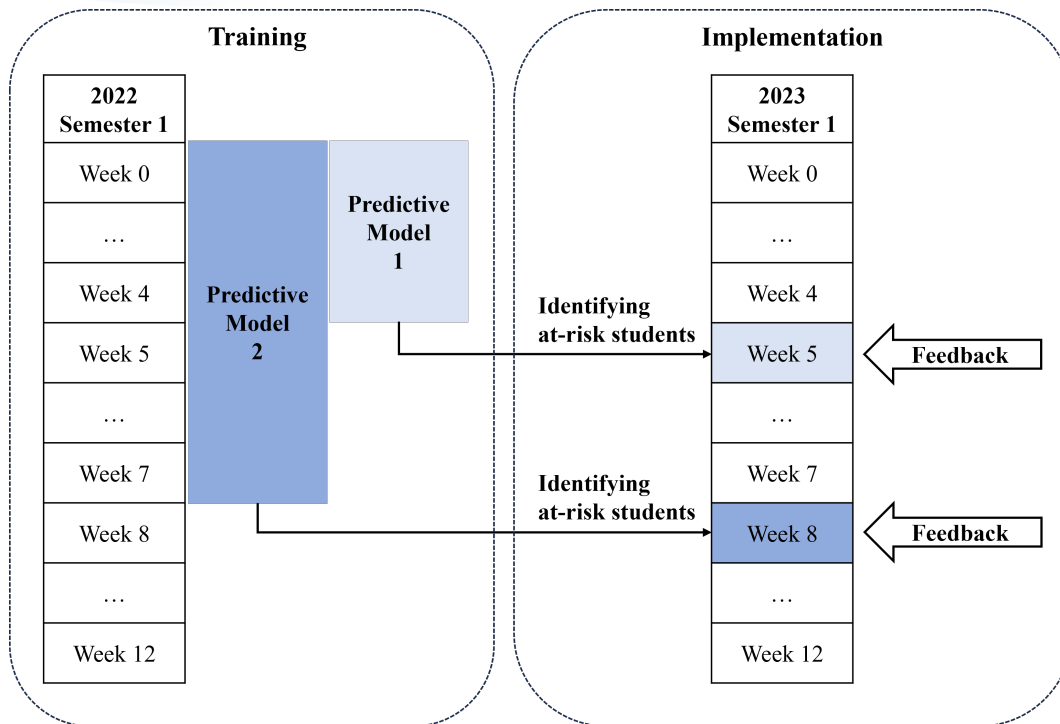 Training
2022
Semester 1
Week 0
…
Week 4
Week 5
…
Week 7
Week 8
…
Week 12
Predictive
Model
2
Predictive
Model
1
Identifying
at-risk students
Identifying
at-risk students
Implementation
2023
Semester 1
Week 0
…
Week 4
Week 5
…
Week 7
Week 8
…
Week 12
Feedback
Feedback